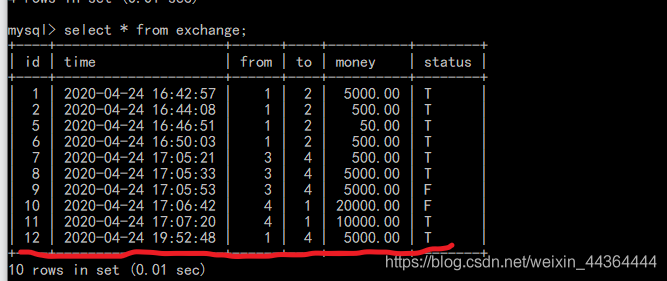 4 rows in set (0.01 sec)
mysql> select * from exchange;
| id | time | from | to | money | status |
| 1 | 2020-04-24 16:42:57 | 1 | 2 | 5000.00 | T |
| 2 | 2020-04-24 16:44:08 | 1 | 2 | 500.00 | T |
| 5 | 2020-04-24 16:46:51 | 1 | 2 | 50.00 | T |
| 6 | 2020-04-24 16:50:03 | 1 | 2 | 500.00 | T |
| 7 | 2020-04-24 17:05:21 | 3 | 4 | 500.00 | T |
| 8 | 2020-04-24 17:05:33 | 3 | 4 | 5000.00 | T |
| 9 | 2020-04-24 17:05:53 | 3 | 4 | 5000.00 | F |
| 10 | 2020-04-24 17:06:42 | 4 | 1 | 20000.00 | F |
| 11 | 2020-04-24 17:07:20 | 4 | 1 | 10000.00 | T |
| 12 | 2020-04-24 19:52:48 | 1 | 4 | 5000.00 | T |
10 rows in set (0.01 sec)
https://blog.csdn.net/weixin_44364444